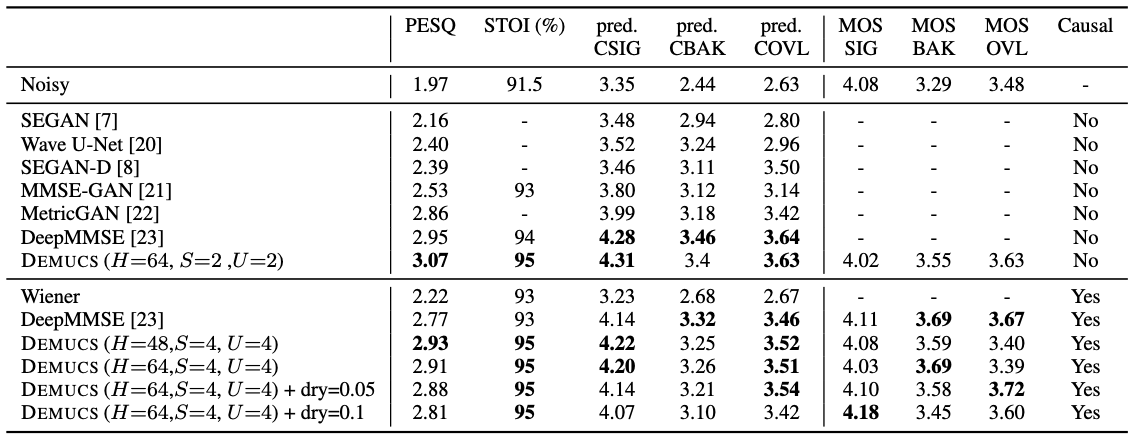 PESQ STOI (%) pred. CSIG pred. CBAK pred. COVL MOS SIG MOS BAK MOS OVL Causal
Noisy 1.97 91.5 3.35 2.44 2.63 4.08 3.29 3.48 -
SEGAN [7] 2.16 - 3.48 2.94 2.80 - - - No
Wave U-Net [20] 2.40 - 3.52 3.24 2.96 - - - No
SEGAN-D [8] 2.39 - 3.46 3.11 3.50 - - - No
MMSE-GAN [21] 2.53 93 3.80 3.12 3.14 - - - No
MetricGAN [22] 2.86 - 3.99 3.18 3.42 - - - No
DeepMMSE [23] 2.95 94 4.28 3.46 3.64 - - - No
DEMUCS (H=64, S=2 ,U=2) 3.07 95 4.31 3.4 3.63 4.02 3.55 3.63 No
Wiener 2.22 93 3.23 2.68 2.67 - - - Yes
DeepMMSE [23] 2.77 93 4.14 3.32 3.46 4.11 3.69 3.67 Yes
DEMUCS (H=48,S=4, U=4) 2.93 95 4.22 3.25 3.52 4.08 3.59 3.40 Yes
DEMUCS (H=64,S=4, U=4) 2.91 95 4.20 3.26 3.51 4.03 3.69 3.39 Yes
DEMUCS (H=64,S=4, U=4) + dry=0.05 2.88 95 4.14 3.21 3.54 4.10 3.58 3.72 Yes
DEMUCS (H=64,S=4, U=4) + dry=0.1 2.81 95 4.07 3.10 3.42 4.18 3.45 3.60 Yes